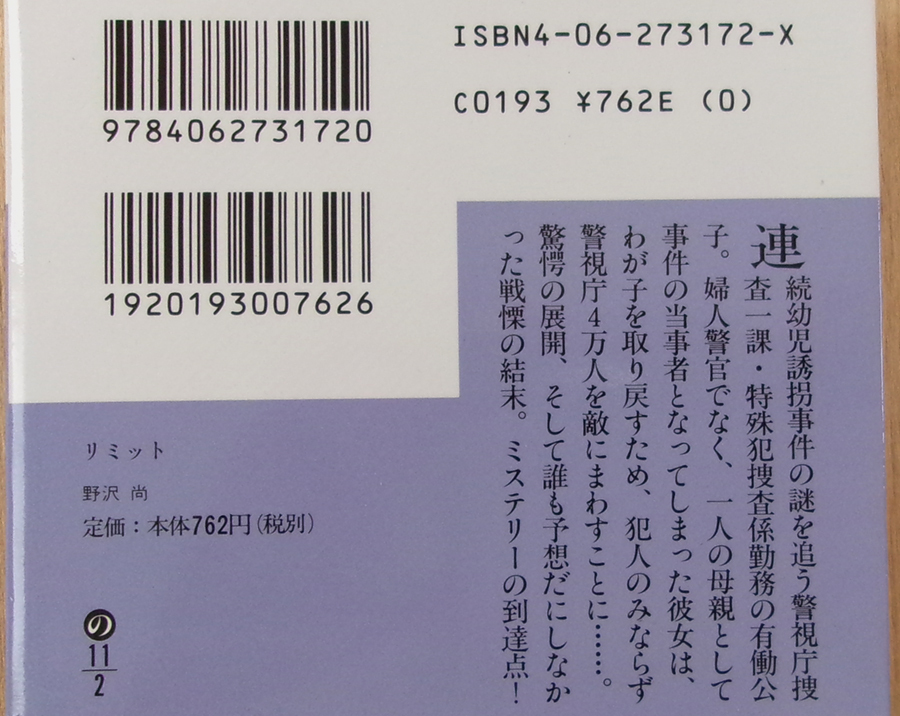 9784062731720
ISBN4-06-273172-X
C0193 ¥762E (0)
1920193007626
連続幼児誘拐事件の謎を追う警視庁捜
査一課・特殊犯捜査係勤務の有働公
子。婦人警官でなく、一人の母親として
事件の当事者となってしまった彼女は、
わが子を取り戻すため、犯人のみならず
警視庁4万人を敵にまわすことに……。
驚愕の展開、そして誰も予想だにしなか
った戦慄の結末。ミステリーの到達点!
リミット
野沢 尚
定価:本体762円(税別)
の
11
2